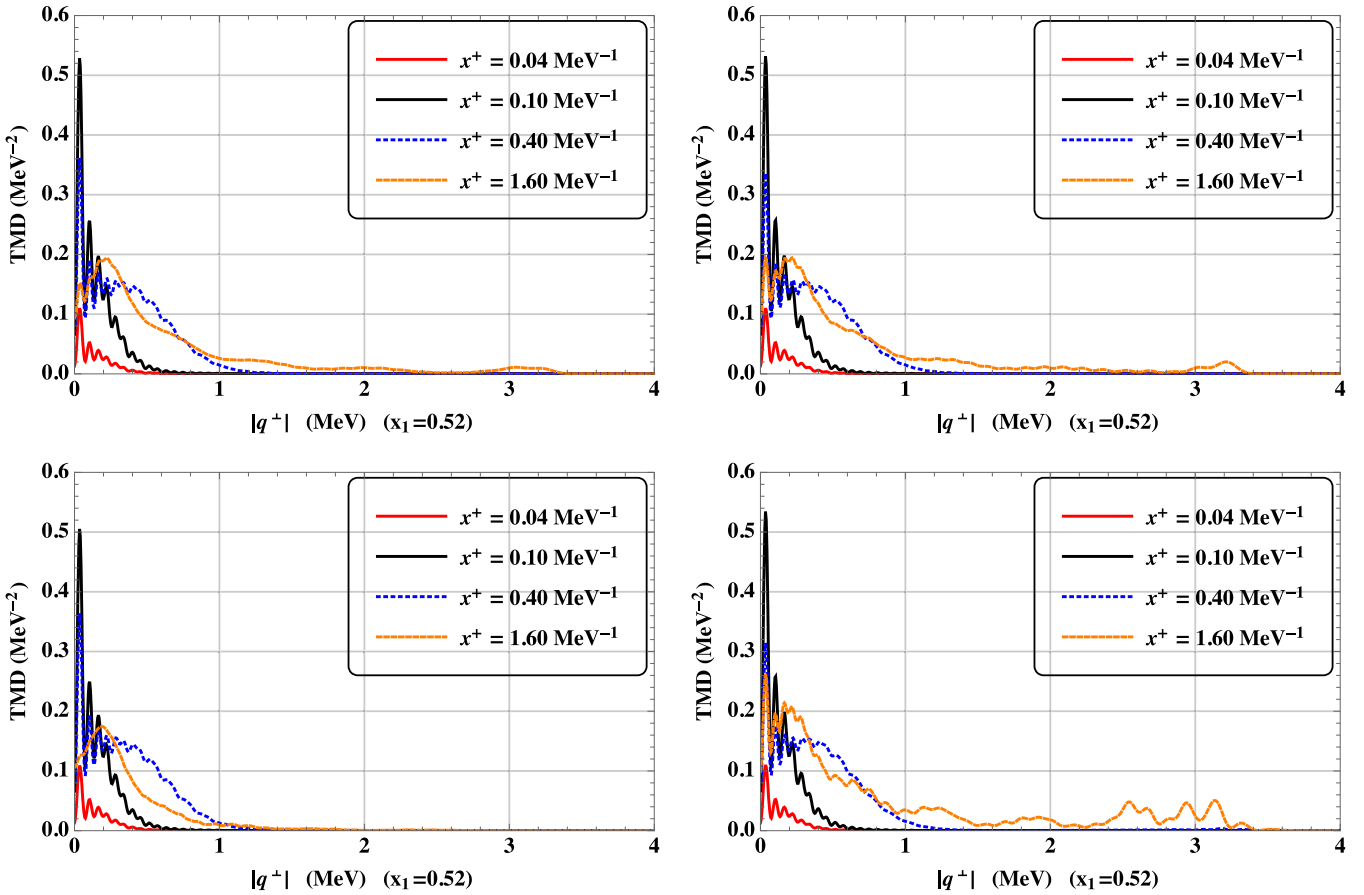 0.6
0.5
0.4
0.3
0.2
0.1
0.0
TMD (MeV⁻²)
x⁺ = 0.04 MeV⁻¹
x⁺ = 0.10 MeV⁻¹
x⁺ = 0.40 MeV⁻¹
x⁺ = 1.60 MeV⁻¹
0 1 2 3 4
|q^⊥| (MeV) (x₁=0.52)
0.6
0.5
0.4
0.3
0.2
0.1
0.0
TMD (MeV⁻²)
x⁺ = 0.04 MeV⁻¹
x⁺ = 0.10 MeV⁻¹
x⁺ = 0.40 MeV⁻¹
x⁺ = 1.60 MeV⁻¹
0 1 2 3 4
|q^⊥| (MeV) (x₁=0.52)
0.6
0.5
0.4
0.3
0.2
0.1
0.0
TMD (MeV⁻²)
x⁺ = 0.04 MeV⁻¹
x⁺ = 0.10 MeV⁻¹
x⁺ = 0.40 MeV⁻¹
x⁺ = 1.60 MeV⁻¹
0 1 2 3 4
|q^⊥| (MeV) (x₁=0.52)
0.6
0.5
0.4
0.3
0.2
0.1
0.0
TMD (MeV⁻²)
x⁺ = 0.04 MeV⁻¹
x⁺ = 0.10 MeV⁻¹
x⁺ = 0.40 MeV⁻¹
x⁺ = 1.60 MeV⁻¹
0 1 2 3 4
|q^⊥| (MeV) (x₁=0.52)